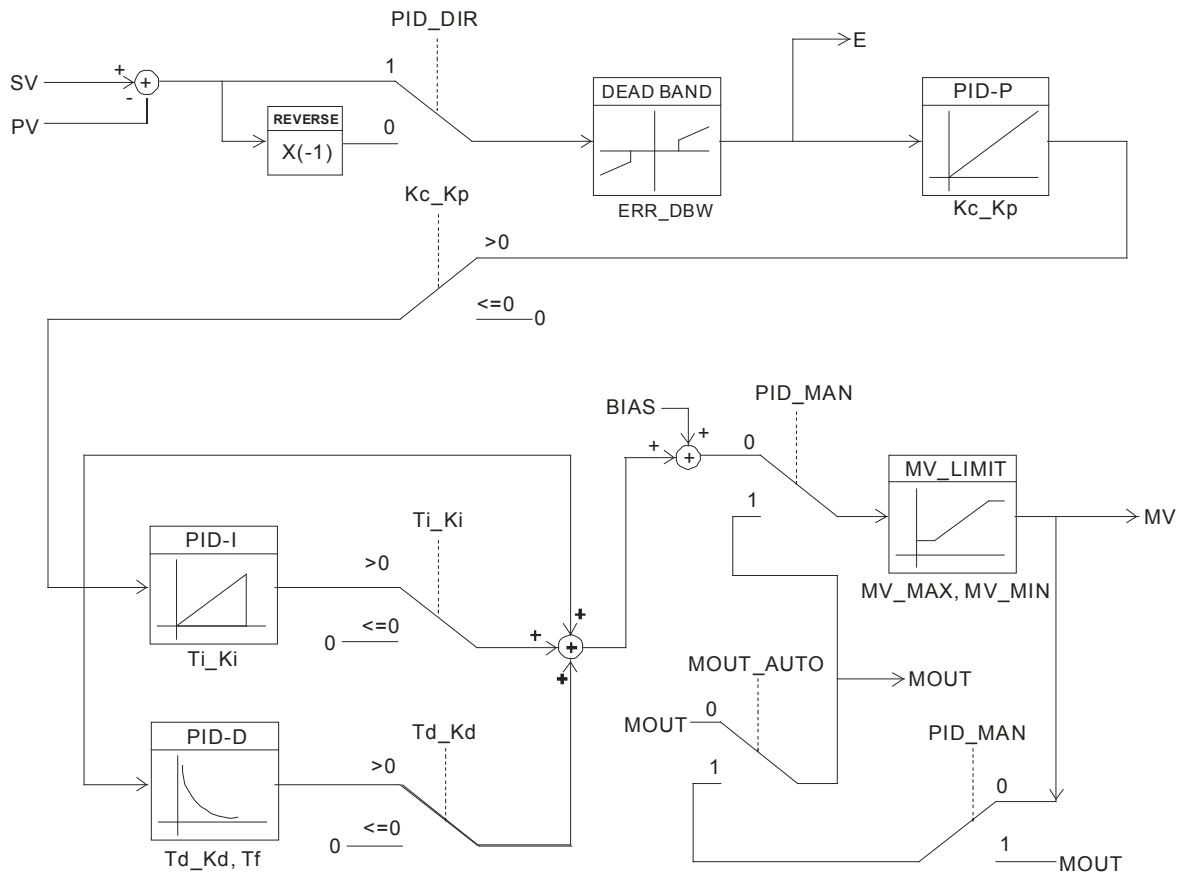 PID_DIR
E
SV
+
+
-
PV
1
REVERSE
X(-1)
0
DEAD BAND
ERR_DBW
PID-P
Kc_Kp
Kc_Kp
>0
<=0
0
BIAS
+
+
+
PID_MAN
0
1
MV_LIMIT
MV
MV_MAX, MV_MIN
PID-I
Ti_Ki
Ti_Ki
>0
0
<=0
+
+
+
+
MOUT_AUTO
MOUT
MOUT
0
1
PID-D
Td_Kd, Tf
Td_Kd
>0
0
<=0
PID_MAN
0
1
MOUT